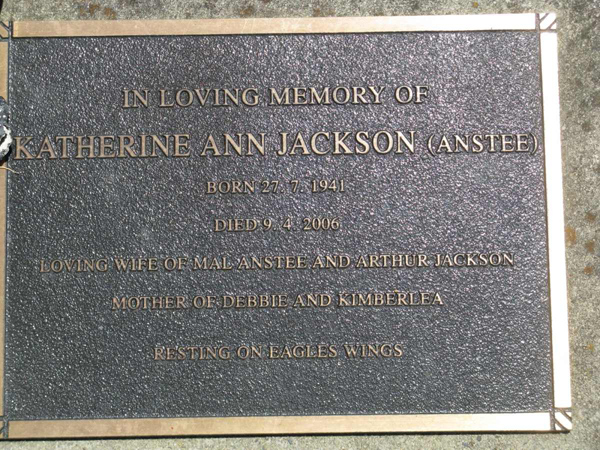 IN LOVING MEMORY OF
KATHERINE ANN JACKSON (ANSTEE)
BORN 27. 7. 1941
DIED 9. 4. 2006
LOVING WIFE OF MAL ANSTEE AND ARTHUR JACKSON
MOTHER OF DEBBIE AND KIMBERLEA
RESTING ON EAGLES WINGS